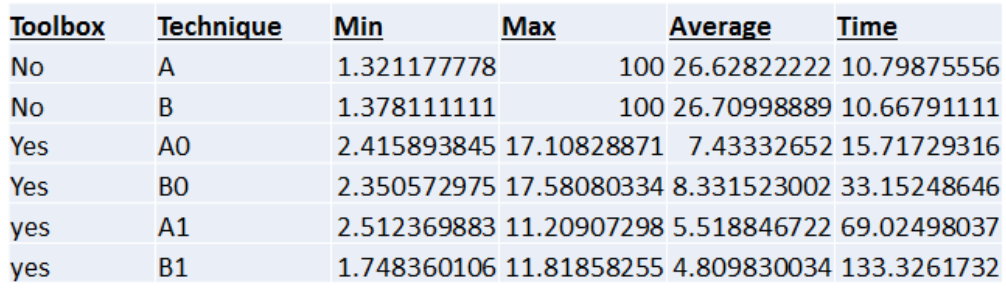 Toolbox Technique Min Max Average Time
No A 1.321177778 100 26.62822222 10.79875556
No B 1.378111111 100 26.70998889 10.66791111
Yes A0 2.415893845 17.10828871 7.43332652 15.71729316
Yes B0 2.350572975 17.58080334 8.331523002 33.15248646
yes A1 2.512369883 11.20907298 5.518846722 69.02498037
yes B1 1.748360106 11.81858255 4.809830034 133.3261732